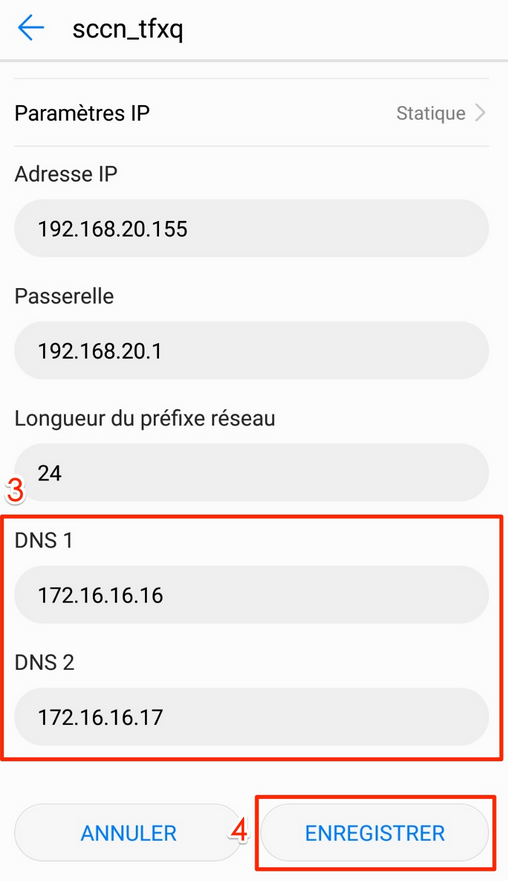 sccn_tfxq
Paramètres IP Statique
Adresse IP
192.168.20.155
Passerelle
192.168.20.1
Longueur du préfixe réseau
24
3
DNS 1
172.16.16.16
DNS 2
172.16.16.17
ANNULER 4 ENREGISTRER